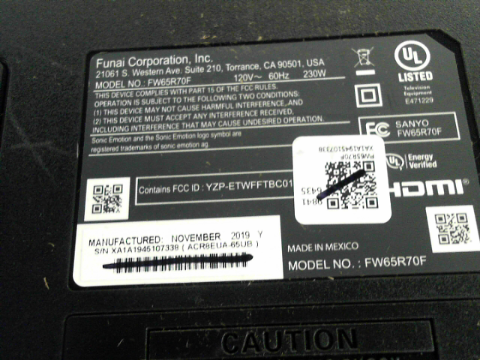 Funai Corporation, Inc.
21061 S. Western Ave. Suite 210, Torrance, CA 90501, USA
MODEL NO. : FW65R70F 120V~ 60Hz 230W
THIS DEVICE COMPLIES WITH PART 15 OF THE FCC RULES.
OPERATION IS SUBJECT TO THE FOLLOWING TWO CONDITIONS:
(1) THIS DEVICE MAY NOT CAUSE HARMFUL INTERFERENCE, AND
(2) THIS DEVICE MUST ACCEPT ANY INTERFERENCE RECEIVED,
INCLUDING INTERFERENCE THAT MAY CAUSE UNDESIRED OPERATION.
Sonic Emotion and the Sonic Emotion logo symbol are
registered trademarks of sonic emotion ag
UL
LISTED
Television
Equipment
E471229
FC SANYO
FW65R70F
UL Energy
Verified
FW65R70F
XA1A1945107339
9841
6435
Contains FCC ID : YZP-ETWFFTBC01
HDMI
MANUFACTURED: NOVEMBER 2019 Y
S/N XA1A1945107339 ( ACR8EUA-65UB )
MADE IN MEXICO
MODEL NO. : FW65R70F
CAUTION